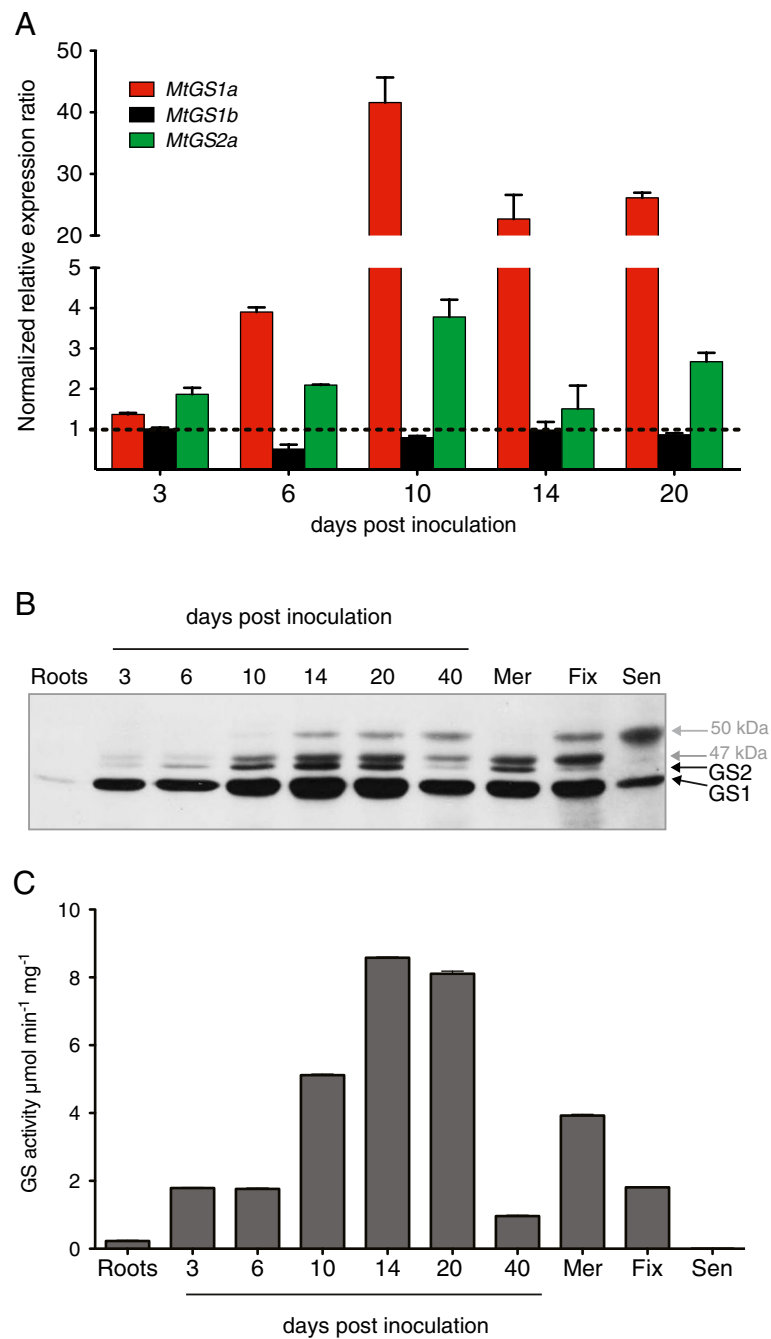 A
Normalized relative expression ratio
50
40
30
20
5
4
3
2
1
MtGS1a
MtGS1b
MtGS2a
3 6 10 14 20
days post inoculation
B
days post inoculation
Roots 3 6 10 14 20 40 Mer Fix Sen
50 kDa
47 kDa
GS2
GS1
C
GS activity µmol min⁻¹ mg⁻¹
10
8
6
4
2
0
Roots 3 6 10 14 20 40 Mer Fix Sen
days post inoculation